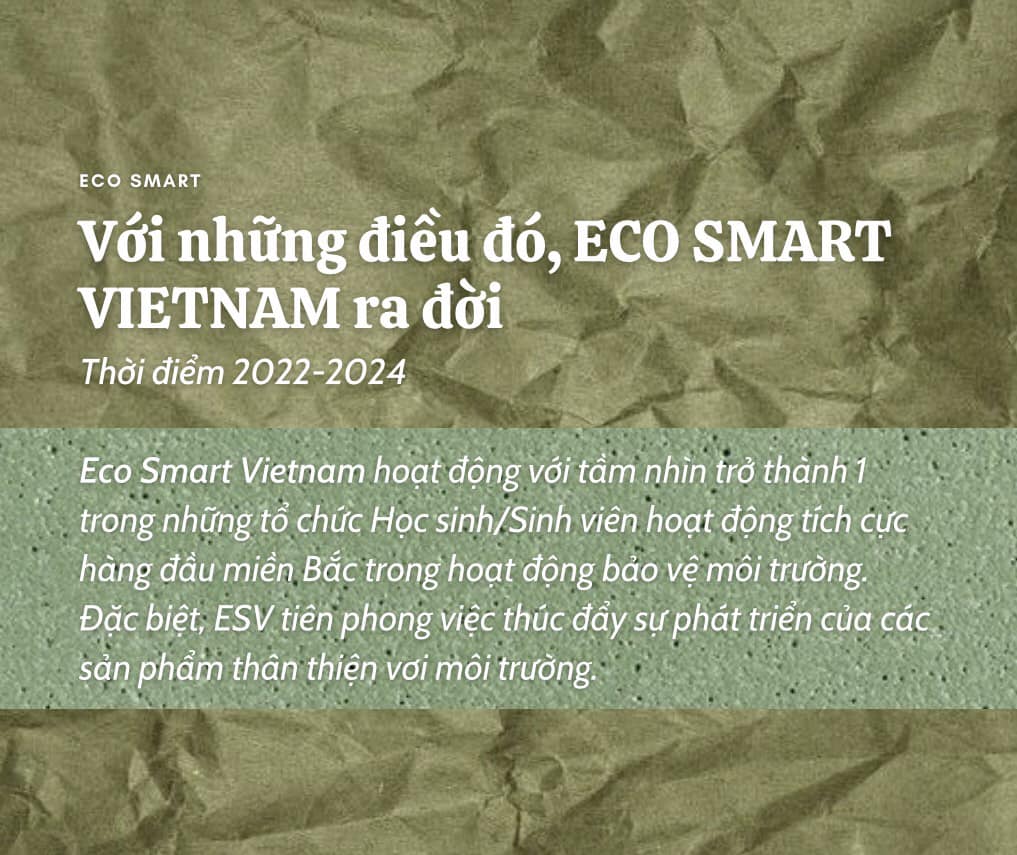 ECO SMART
Với những điều đó, ECO SMART
VIETNAM ra đời
Thời điểm 2022-2024
Eco Smart Vietnam hoạt động với tầm nhìn trở thành 1
trong những tổ chức Học sinh/Sinh viên hoạt động tích cực
hàng đầu miền Bắc trong hoạt động bảo vệ môi trường.
Đặc biệt, ESV tiên phong việc thúc đẩy sự phát triển của các
sản phẩm thân thiện vơi môi trường.